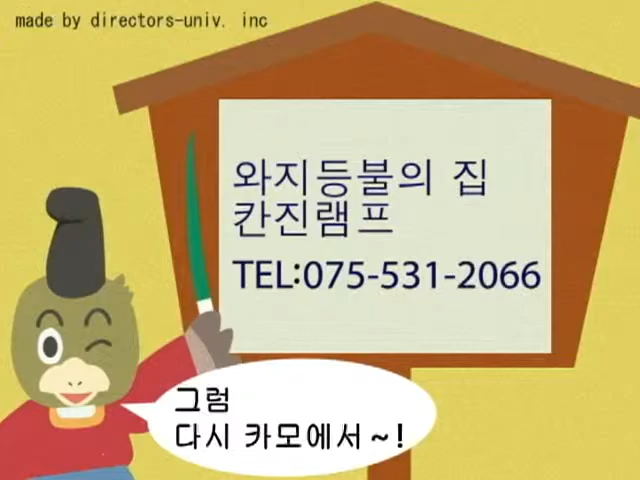 made by directors-univ. inc
와지등불의 집
칸진램프
TEL:075-531-2066
그럼
다시 카모에서~!